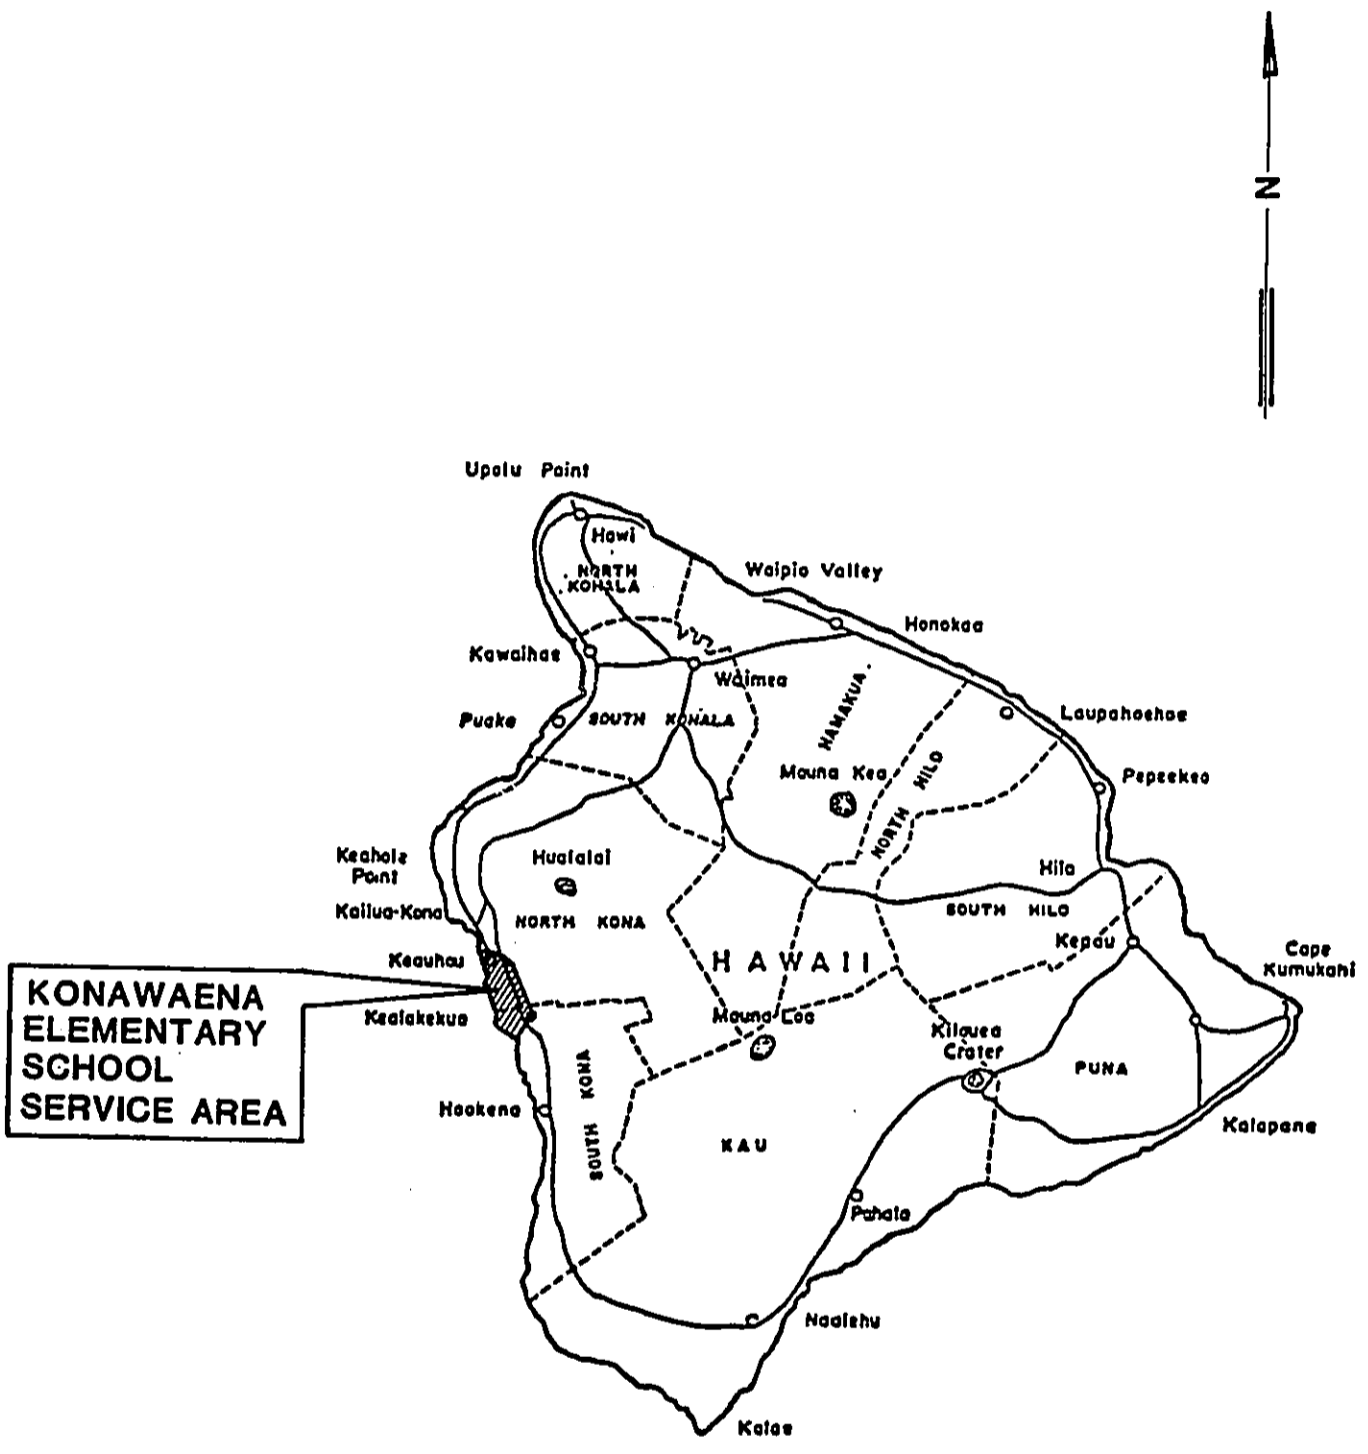 N
Upolu Point
Hawi
NORTH
KOHALA
Waipio Valley
Honokaa
Kawaihae
Waimea
Puako
SOUTH KOHALA
HAMAKUA
Laupahoehoe
Mauna Kea
NORTH HILO
Pepeekeo
Keahole
Point
Hualalai
Hilo
Kailua-Kona
NORTH KONA
SOUTH HILO
Keaau
Cape
Kumukahi
Keauhou
HAWAII
KONAWAENA
ELEMENTARY
SCHOOL
SERVICE AREA
Kealakekua
Mauna Loa
Kilauea
Crater
PUNA
Hookena
SOUTH KONA
KAU
Kalapana
Pahala
Naalehu
Kalae